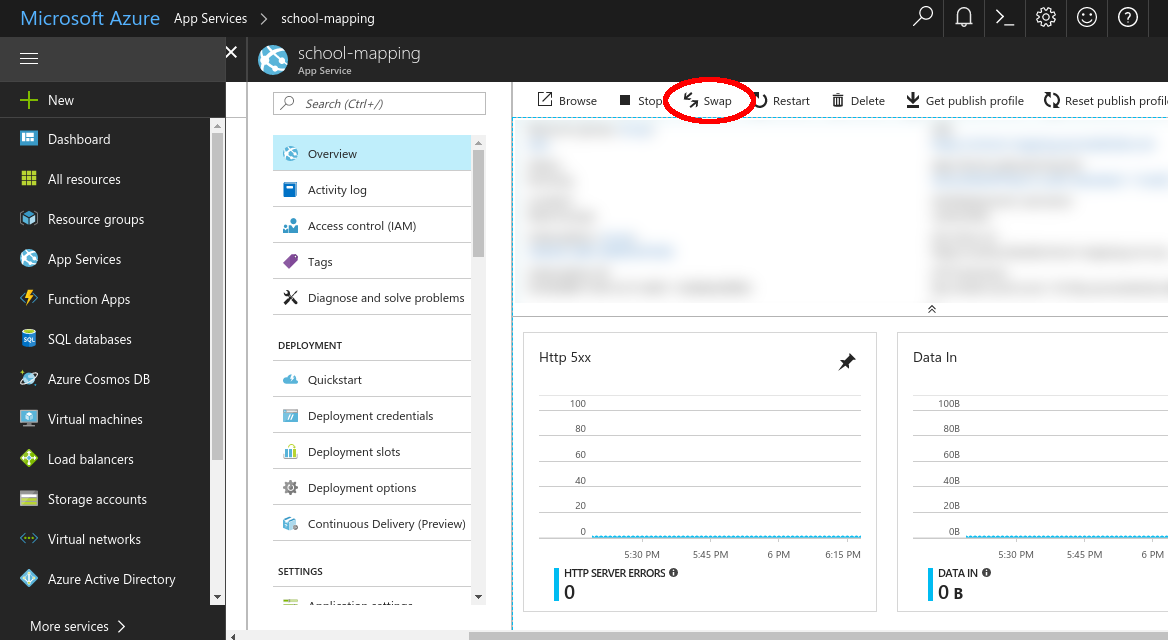 Microsoft Azure App Services school-mapping
school-mapping
App Service
New
Dashboard
All resources
Resource groups
App Services
Function Apps
SQL databases
Azure Cosmos DB
Virtual machines
Load balancers
Storage accounts
Virtual networks
Azure Active Directory
More services
Search (Ctrl+/)
Overview
Activity log
Access control (IAM)
Tags
Diagnose and solve problems
DEPLOYMENT
Quickstart
Deployment credentials
Deployment slots
Deployment options
Continuous Delivery (Preview)
SETTINGS
Application settings
Browse Stop Swap Restart Delete Get publish profile Reset publish profile
Http 5xx
100
80
60
40
20
0
5:30 PM 5:45 PM 6 PM 6:15 PM
HTTP SERVER ERRORS
0
Data In
100B
80B
60B
40B
20B
0B
5:30 PM 5:45 PM 6 PM
DATA IN
0 B